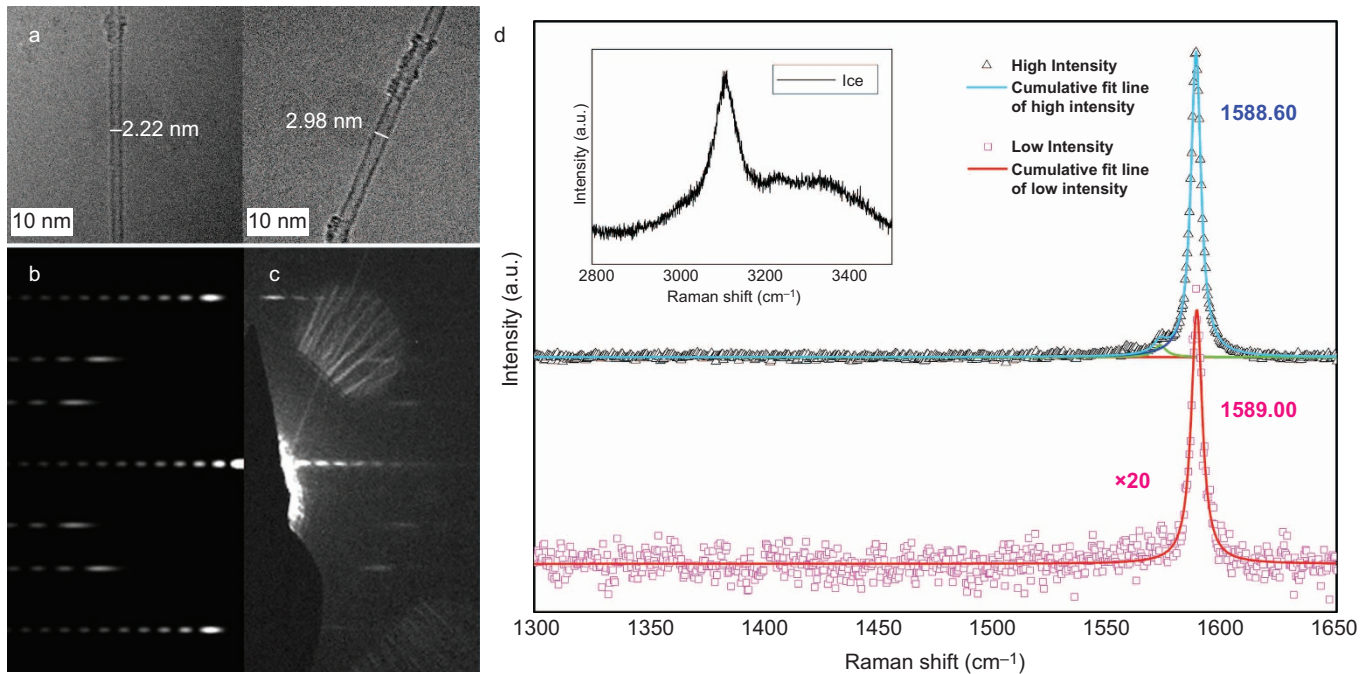 a
–2.22 nm
10 nm
2.98 nm
10 nm
b
c
d
Intensity (a.u.)
Ice
2800
3000
3200
3400
Raman shift (cm–1)
High Intensity
Cumulative fit line
of high intensity
1588.60
Low Intensity
Cumulative fit line
of low intensity
1589.00
×20
Intensity (a.u.)
1300
1350
1400
1450
1500
1550
1600
1650
Raman shift (cm–1)